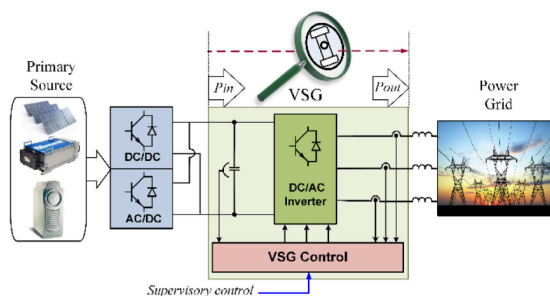 Primary
Source
Pin
VSG
Pout
Power
Grid
DC/DC
AC/DC
DC/AC
Inverter
VSG Control
Supervisory control